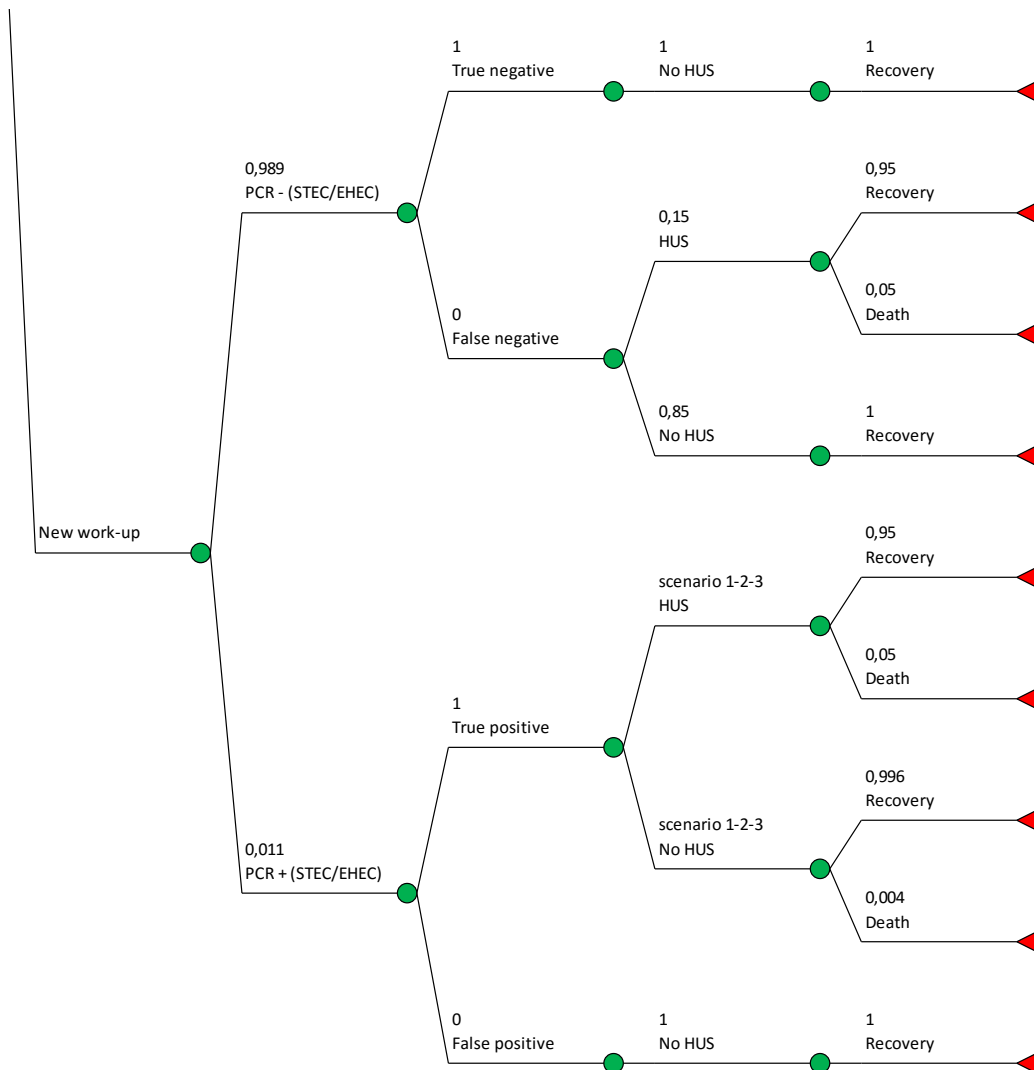 1
True negative
1
No HUS
1
Recovery
0,989
PCR - (STEC/EHEC)
0,95
Recovery
0,15
HUS
0,05
Death
0
False negative
0,85
No HUS
1
Recovery
New work-up
0,95
Recovery
scenario 1-2-3
HUS
0,05
Death
1
True positive
0,996
Recovery
scenario 1-2-3
No HUS
0,011
PCR + (STEC/EHEC)
0,004
Death
0
False positive
1
No HUS
1
Recovery